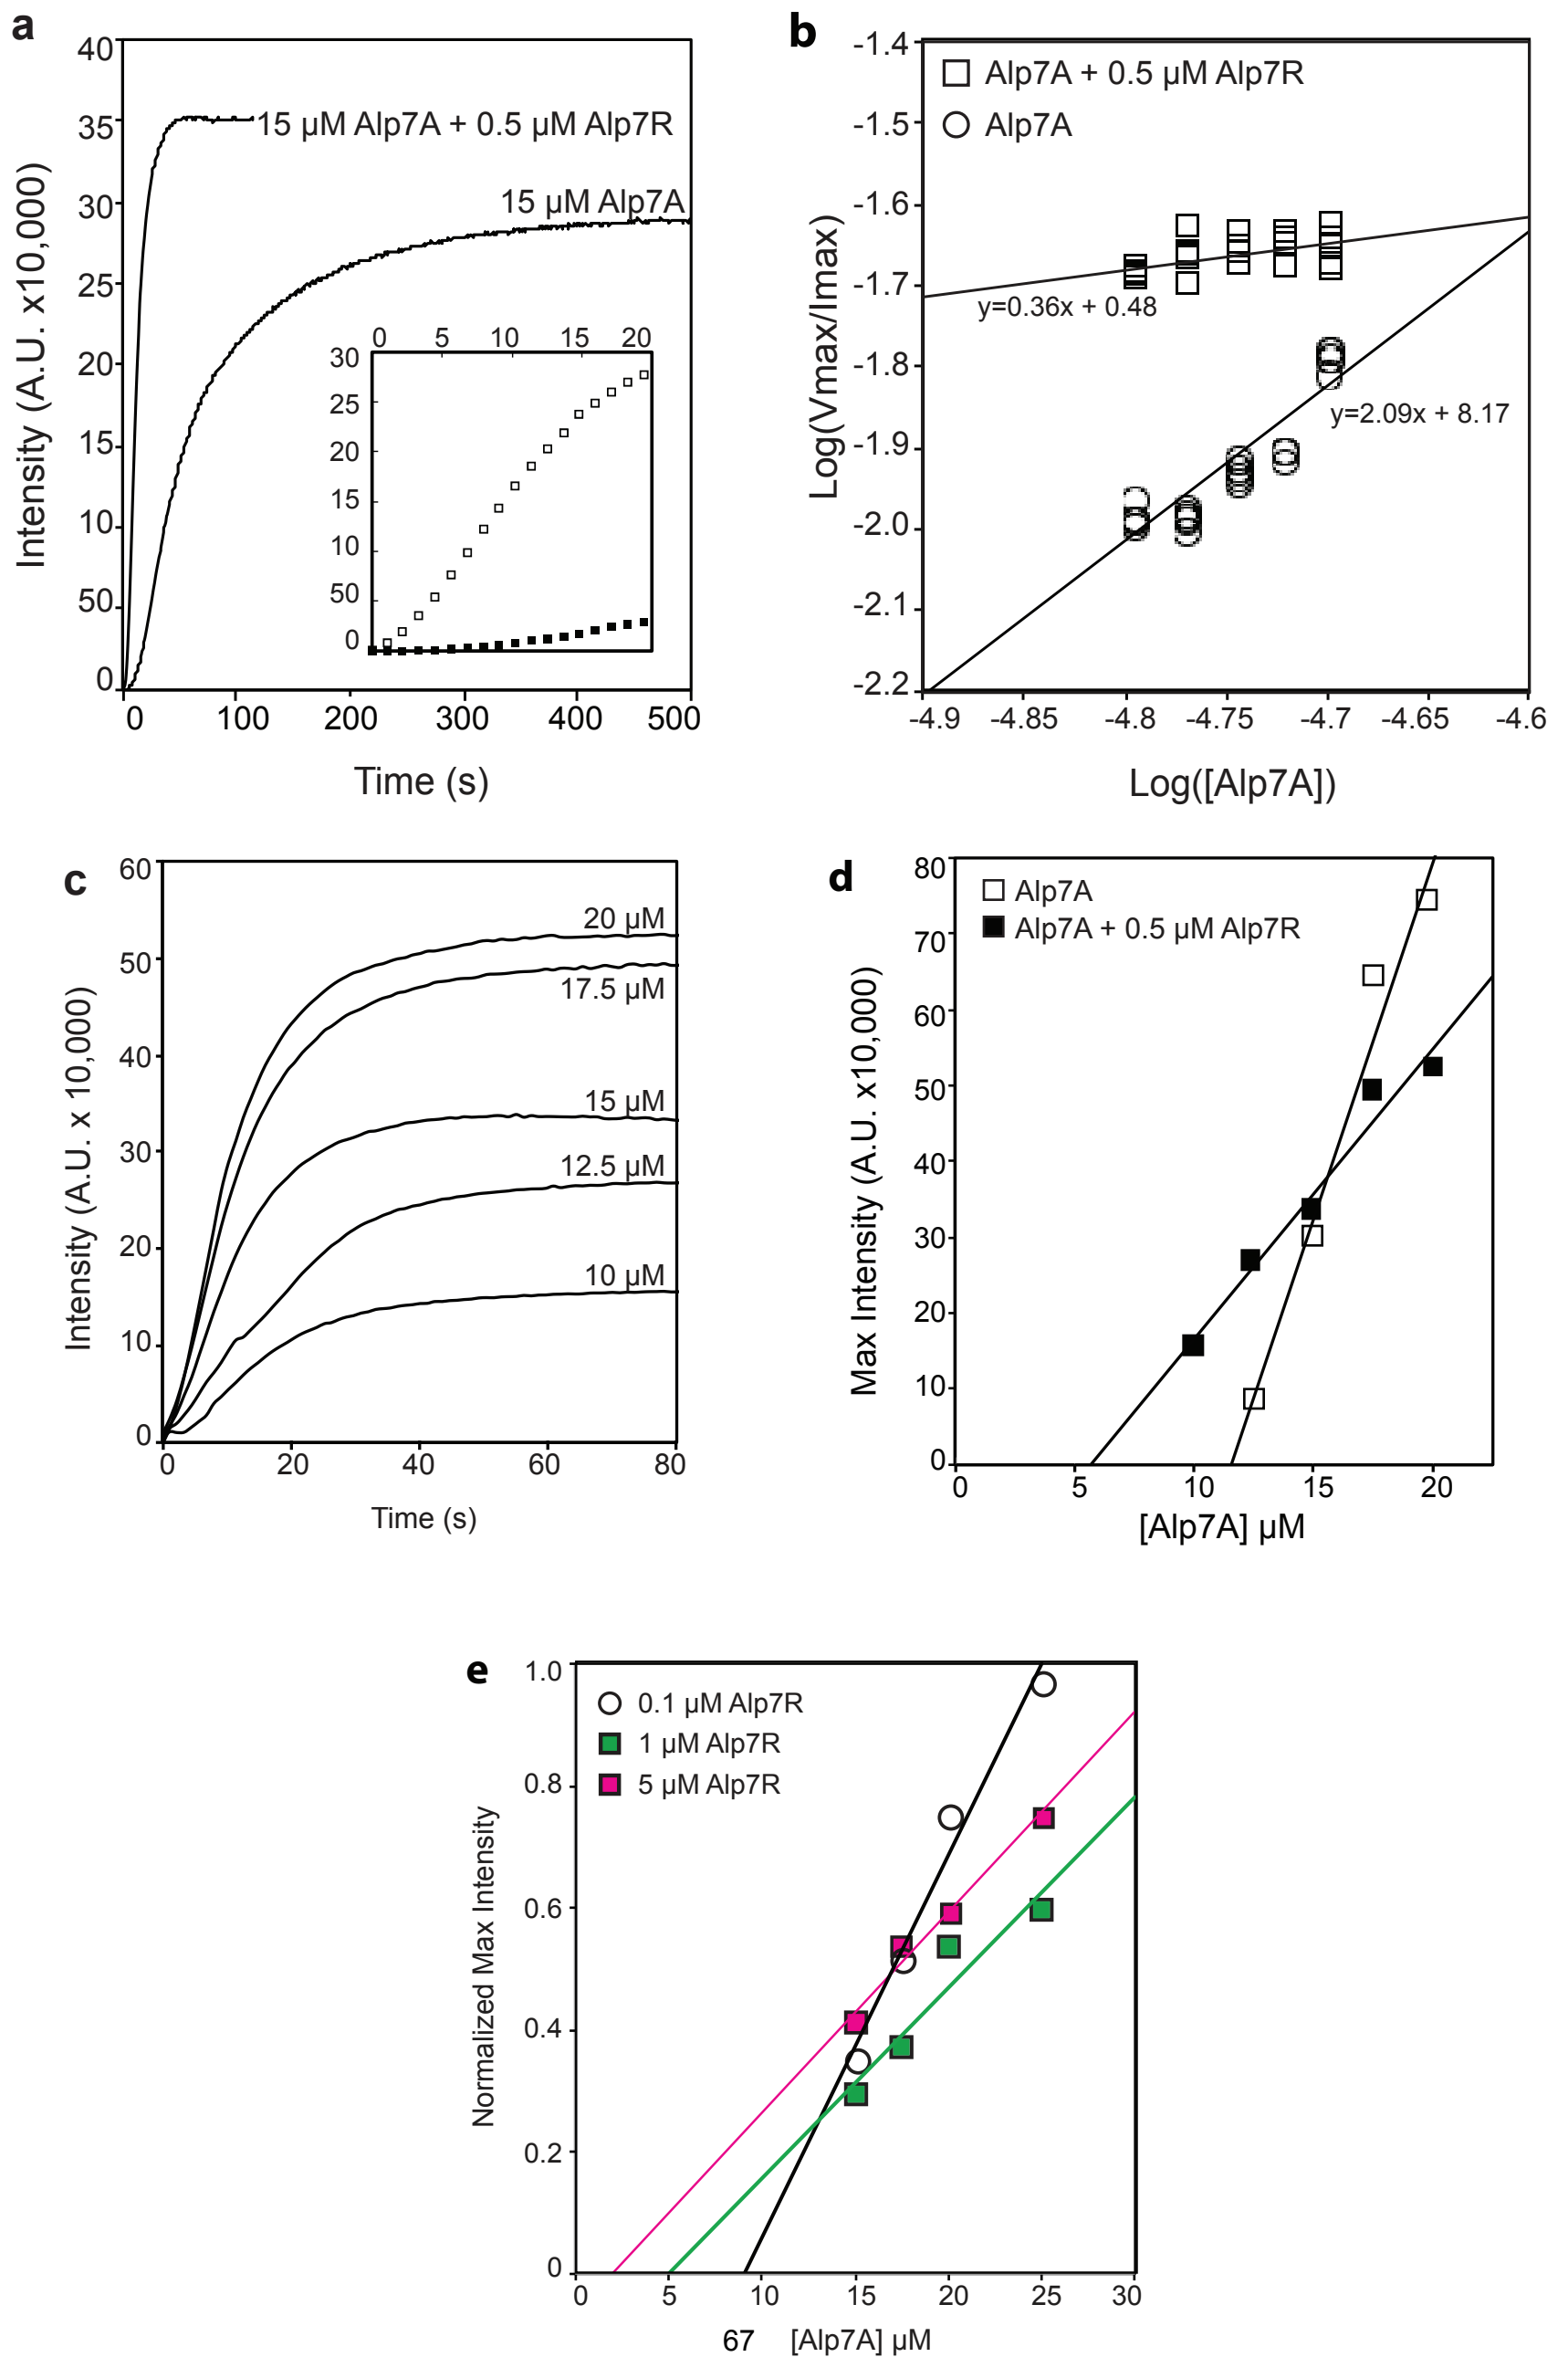 a
Intensity (A.U. x10,000)
40
35
30
25
20
15
10
50
0
15 µM Alp7A + 0.5 µM Alp7R
15 µM Alp7A
0 5 10 15 20
30
25
20
15
10
50
0
0 100 200 300 400 500
Time (s)
b
Log(Vmax/Imax)
-1.4
-1.5
-1.6
-1.7
-1.8
-1.9
-2.0
-2.1
-2.2
Alp7A + 0.5 µM Alp7R
Alp7A
y=0.36x + 0.48
y=2.09x + 8.17
-4.9 -4.85 -4.8 -4.75 -4.7 -4.65 -4.6
Log([Alp7A])
c
Intensity (A.U. x 10,000)
60
50
40
30
20
10
0
20 µM
17.5 µM
15 µM
12.5 µM
10 µM
0 20 40 60 80
Time (s)
d
Max Intensity (A.U. x10,000)
80
70
60
50
40
30
20
10
0
Alp7A
Alp7A + 0.5 µM Alp7R
0 5 10 15 20
[Alp7A] µM
e
Normalized Max Intensity
1.0
0.8
0.6
0.4
0.2
0
0.1 µM Alp7R
1 µM Alp7R
5 µM Alp7R
0 5 10 15 20 25 30
[Alp7A] µM
67